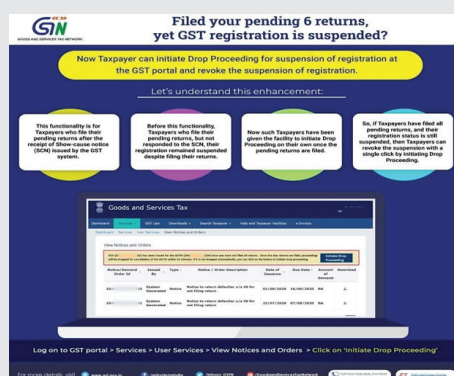 GSTN
GOODS AND SERVICES TAX NETWORK
Filed your pending 6 returns,
yet GST registration is suspended?
Now Taxpayer can initiate Drop Proceeding for suspension of registration at
the GST portal and revoke the suspension of registration.
Let's understand this enhancement:
This functionality is for
Taxpayers who file their
pending returns after the
receipt of Show-cause notice
(SCN) issued by the GST
system.
Before this functionality,
Taxpayers who file their
pending returns, but not
responded to the SCN, their
registration remained suspended
despite filing their returns.
Now such Taxpayers have been
given the facility to initiate Drop
Proceeding on their own once the
pending returns are filed.
So, if Taxpayers have filed all
pending returns, and their
registration status is still
suspended, then Taxpayers can
revoke the suspension with a
single click by initiating Drop
Proceeding.
Goods and Services Tax
Dashboard Services GST Law Downloads Search Taxpayer Help and Taxpayer Facilities e-Invoice
Dashboard Services User Services View Notices and Orders
View Notices and Orders
Initiate Drop
Proceeding
Notice/Demand
Order Id
Issued
By
Type
Notice / Order Description
Date of
Issuance
Due Date
Amount
of
Demand
Download
System
Generated
Notice
Notice to return defaulter u/s 46 for
not filing return
01/08/2020 16/08/2020 NA
System
Generated
Notice
Notice to return defaulter u/s 46 for
not filing return
Log on to GST portal > Services > User Services > View Notices and Orders > Click on 'Initiate Drop Proceeding'
For more details, visit